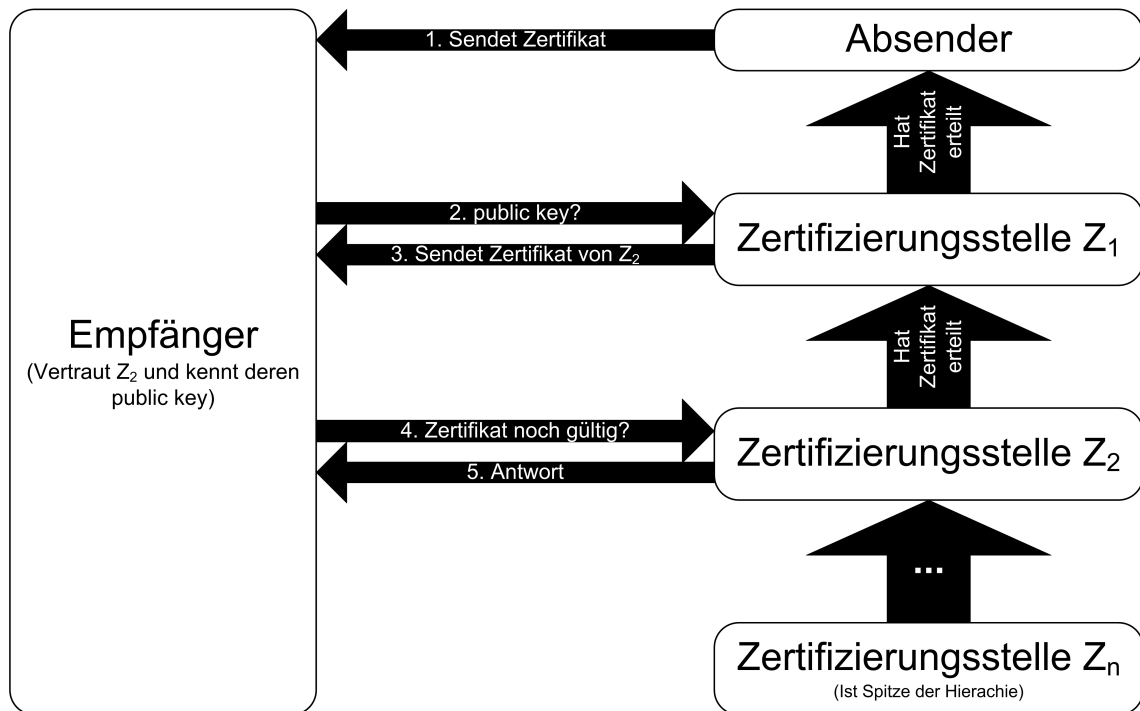 1. Sendet Zertifikat
Absender
Hat
Zertifikat
erteilt
2. public key?
Zertifizierungsstelle Z₁
3. Sendet Zertifikat von Z₂
Empfänger
(Vertraut Z₂ und kennt deren
public key)
Hat
Zertifikat
erteilt
4. Zertifikat noch gültig?
Zertifizierungsstelle Z₂
5. Antwort
...
Zertifizierungsstelle Zₙ
(Ist Spitze der Hierachie)